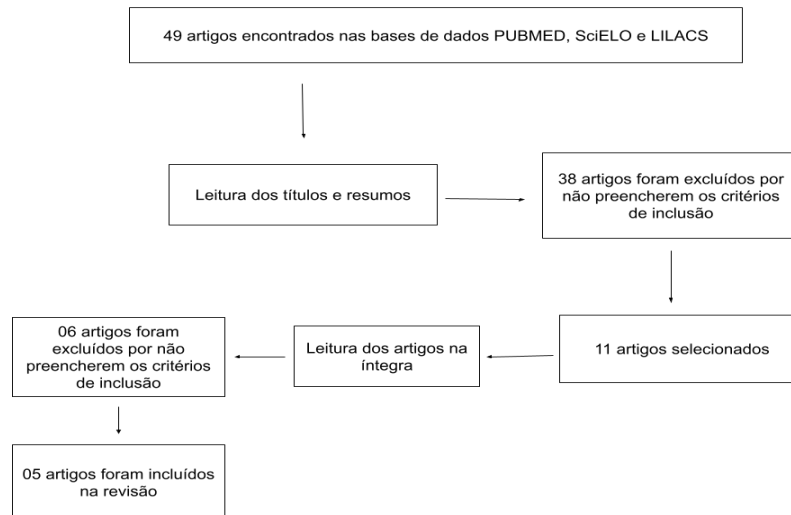 49 artigos encontrados nas bases de dados PUBMED, SciELO e LILACS
Leitura dos títulos e resumos
38 artigos foram excluídos por
não preencherem os critérios
de inclusão
11 artigos selecionados
Leitura dos artigos na
íntegra
06 artigos foram
excluídos por não
preencherem os critérios
de inclusão
05 artigos foram incluídos
na revisão